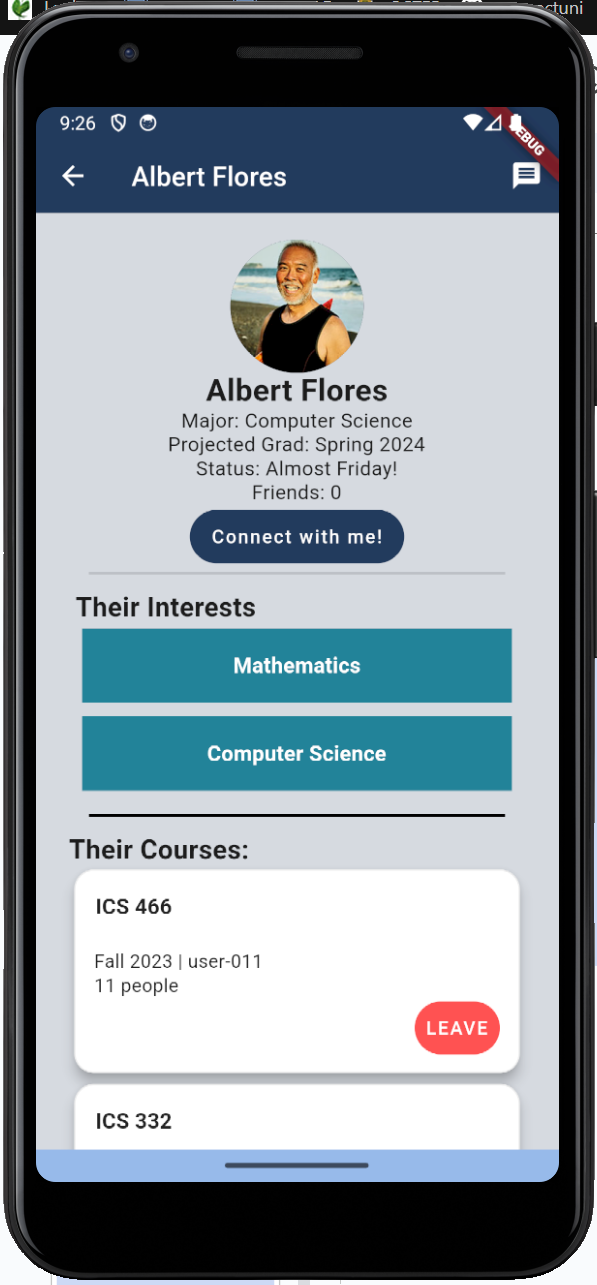 9:26
Albert Flores
Albert Flores
Major: Computer Science
Projected Grad: Spring 2024
Status: Almost Friday!
Friends: 0
Connect with me!
Their Interests
Mathematics
Computer Science
Their Courses:
ICS 466
Fall 2023 | user-011
11 people
LEAVE
ICS 332